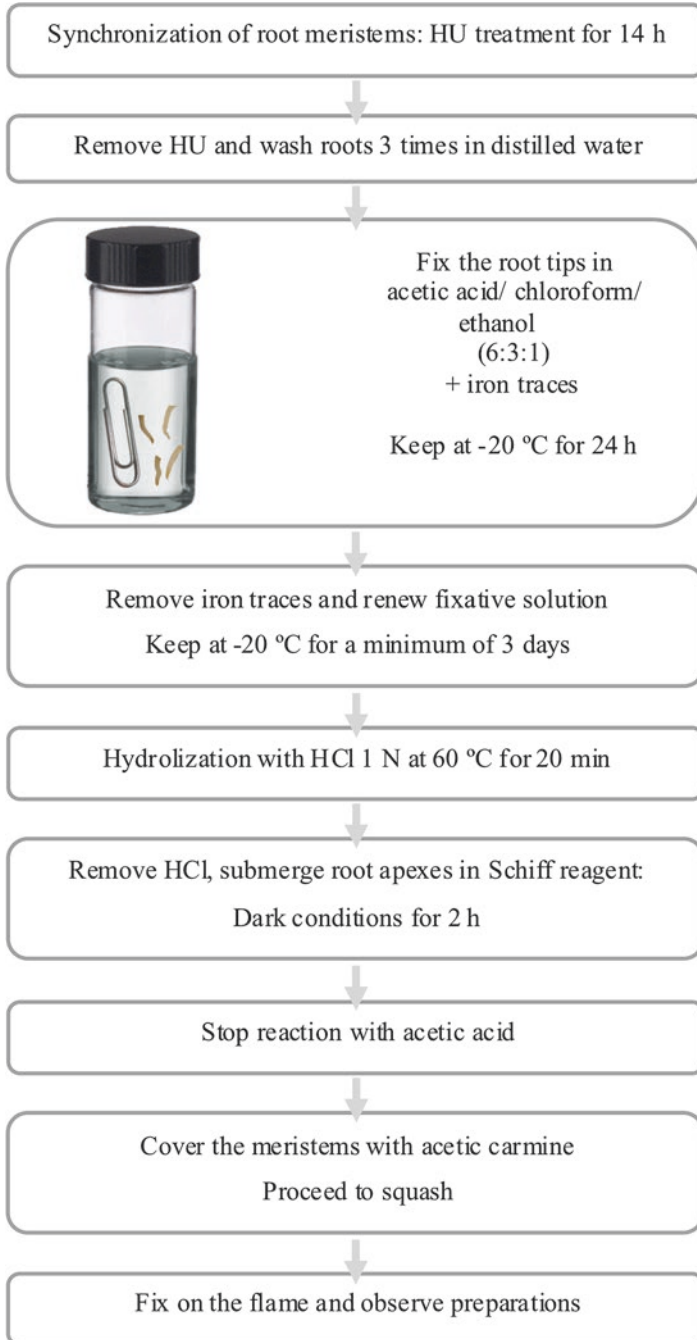 Synchronization of root meristems: HU treatment for 14 h
Remove HU and wash roots 3 times in distilled water
Fix the root tips in
acetic acid/ chloroform/
ethanol
(6:3:1)
+ iron traces
Keep at -20 ºC for 24 h
Remove iron traces and renew fixative solution
Keep at -20 ºC for a minimum of 3 days
Hydrolization with HCl 1 N at 60 ºC for 20 min
Remove HCl, submerge root apexes in Schiff reagent:
Dark conditions for 2 h
Stop reaction with acetic acid
Cover the meristems with acetic carmine
Proceed to squash
Fix on the flame and observe preparations